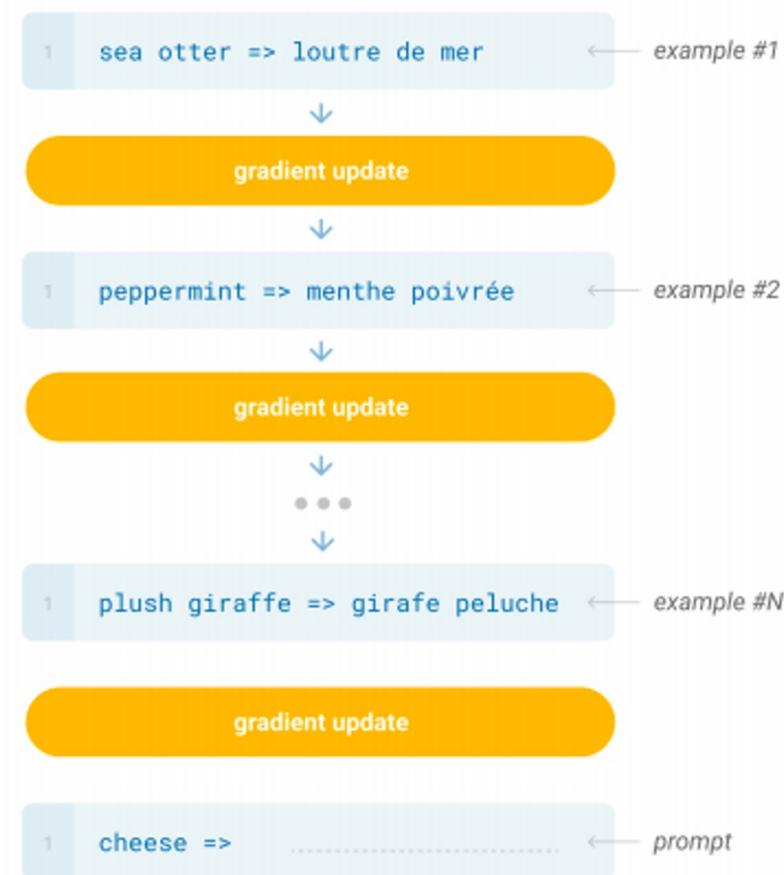 1 sea otter => loutre de mer example #1
gradient update
1 peppermint => menthe poivrée example #2
gradient update
1 plush giraffe => girafe peluche example #N
gradient update
1 cheese => prompt